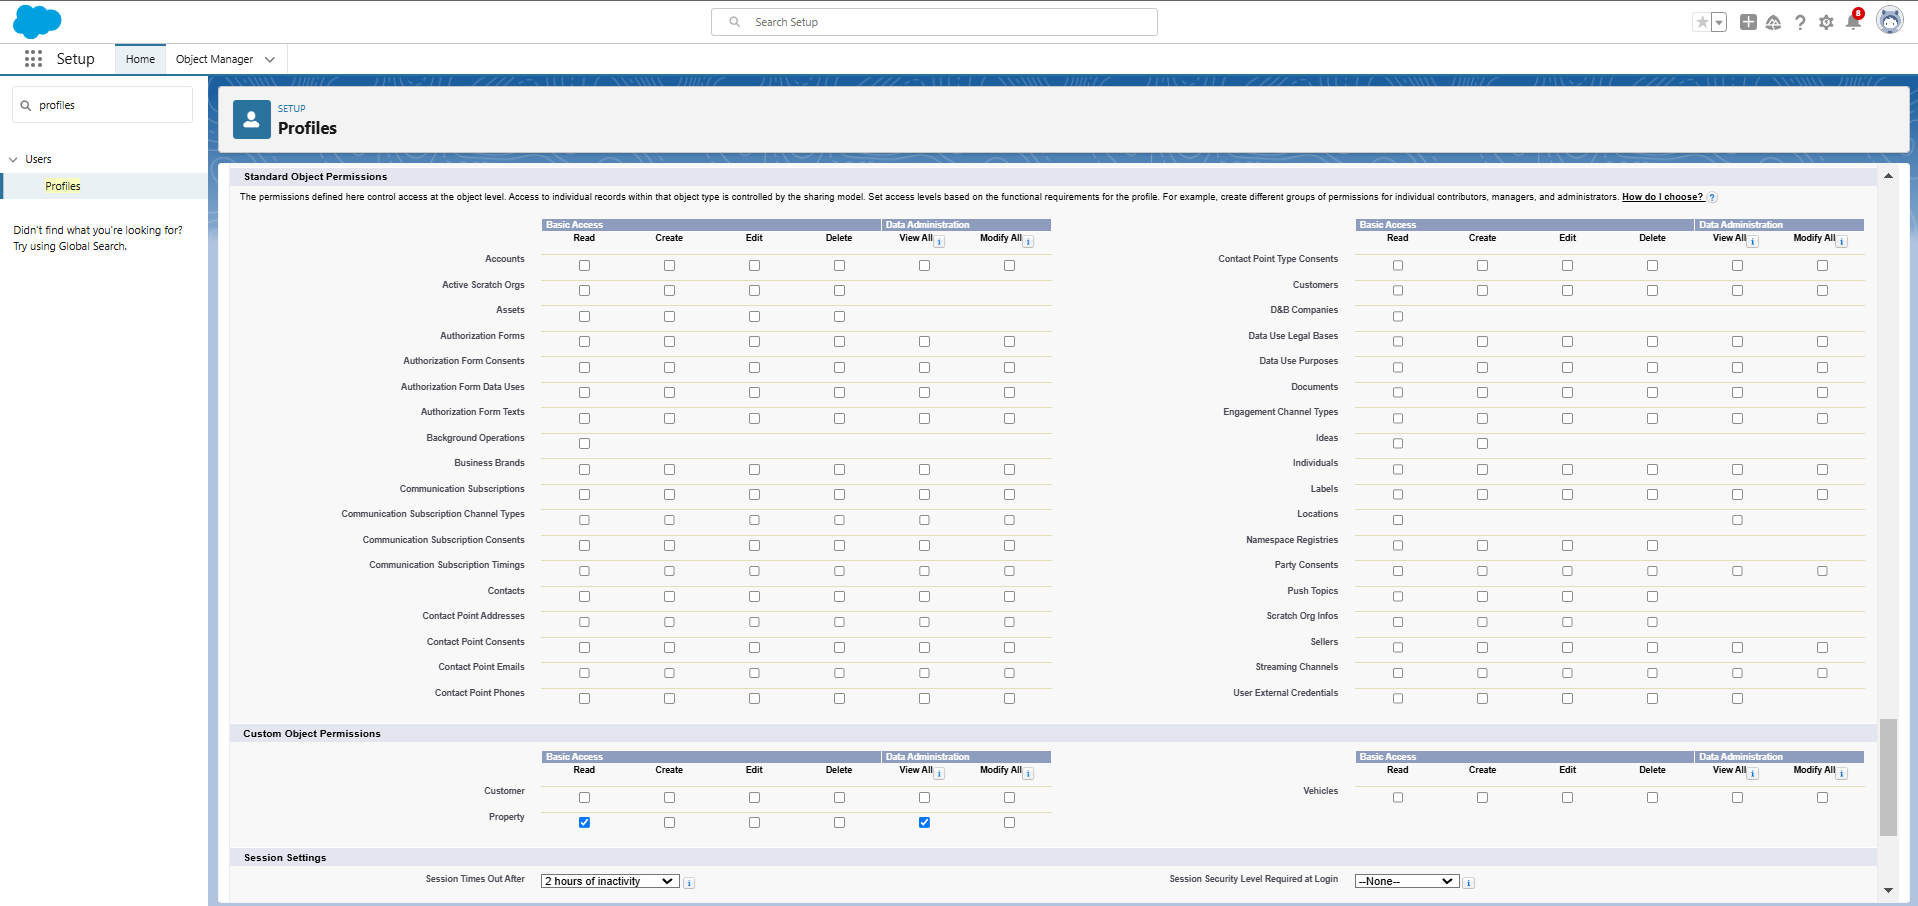 Search Setup
8
Setup
Home
Object Manager
profiles
Users
Profiles
Didn't find what you're looking for?
Try using Global Search.
SETUP
Profiles
Standard Object Permissions
The permissions defined here control access at the object level. Access to individual records within that object type is controlled by the sharing model. Set access levels based on the functional requirements for the profile. For example, create different groups of permissions for individual contributors, managers, and administrators. How do I choose? ?
Basic Access Data Administration
Read Create Edit Delete View All i Modify All i
Accounts
Active Scratch Orgs
Assets
Authorization Forms
Authorization Form Consents
Authorization Form Data Uses
Authorization Form Texts
Background Operations
Business Brands
Communication Subscriptions
Communication Subscription Channel Types
Communication Subscription Consents
Communication Subscription Timings
Contacts
Contact Point Addresses
Contact Point Consents
Contact Point Emails
Contact Point Phones
Basic Access Data Administration
Read Create Edit Delete View All i Modify All i
Contact Point Type Consents
Customers
D&B Companies
Data Use Legal Bases
Data Use Purposes
Documents
Engagement Channel Types
Ideas
Individuals
Labels
Locations
Namespace Registries
Party Consents
Push Topics
Scratch Org Infos
Sellers
Streaming Channels
User External Credentials
Custom Object Permissions
Basic Access Data Administration
Read Create Edit Delete View All i Modify All i
Customer
Property
Basic Access Data Administration
Read Create Edit Delete View All i Modify All i
Vehicles
Session Settings
Session Times Out After 2 hours of inactivity i
Session Security Level Required at Login --None-- i